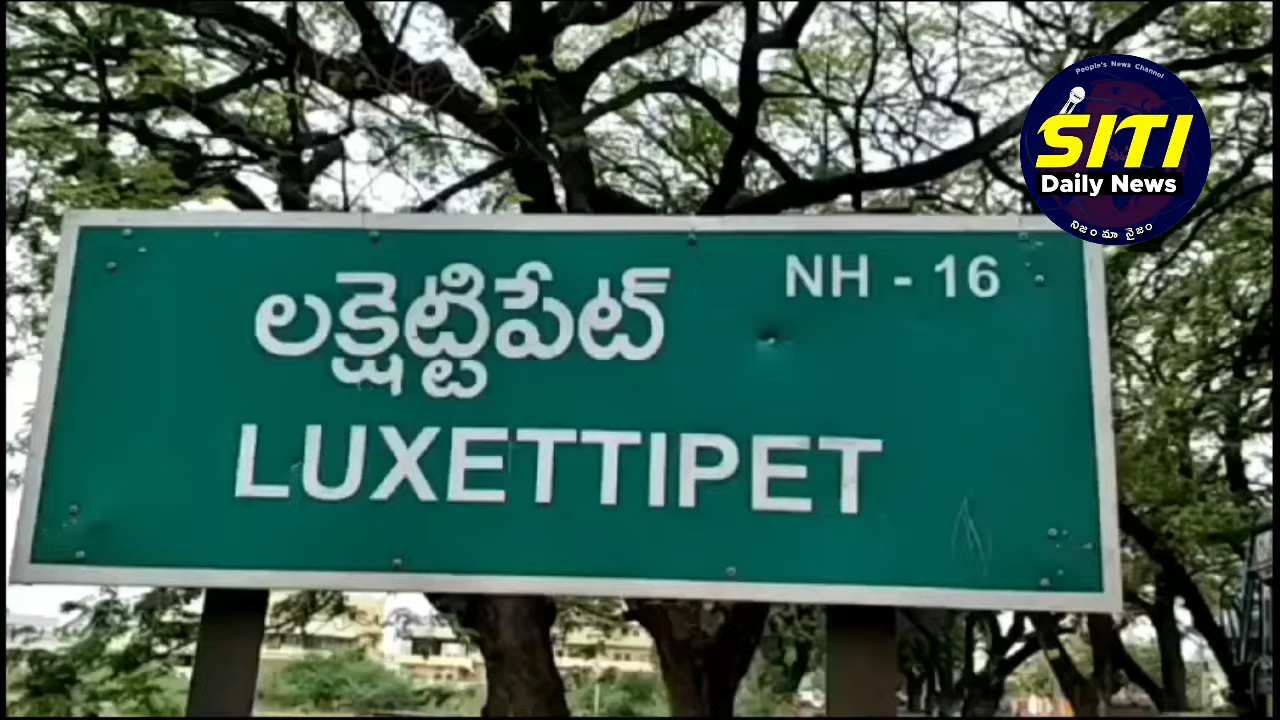 People's News Channel
SITI
Daily News
నిజం మా నైజం
లక్షెట్టిపేట్
NH - 16
LUXETTIPET